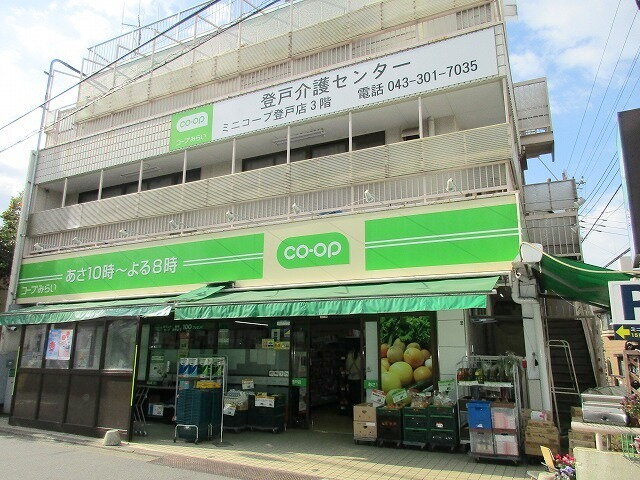 登戸介護センター
co-op
コープみらい
ミニコープ登戸店3階 電話 043-301-7035
コープみらい
あさ10時~よる8時
co-op
P